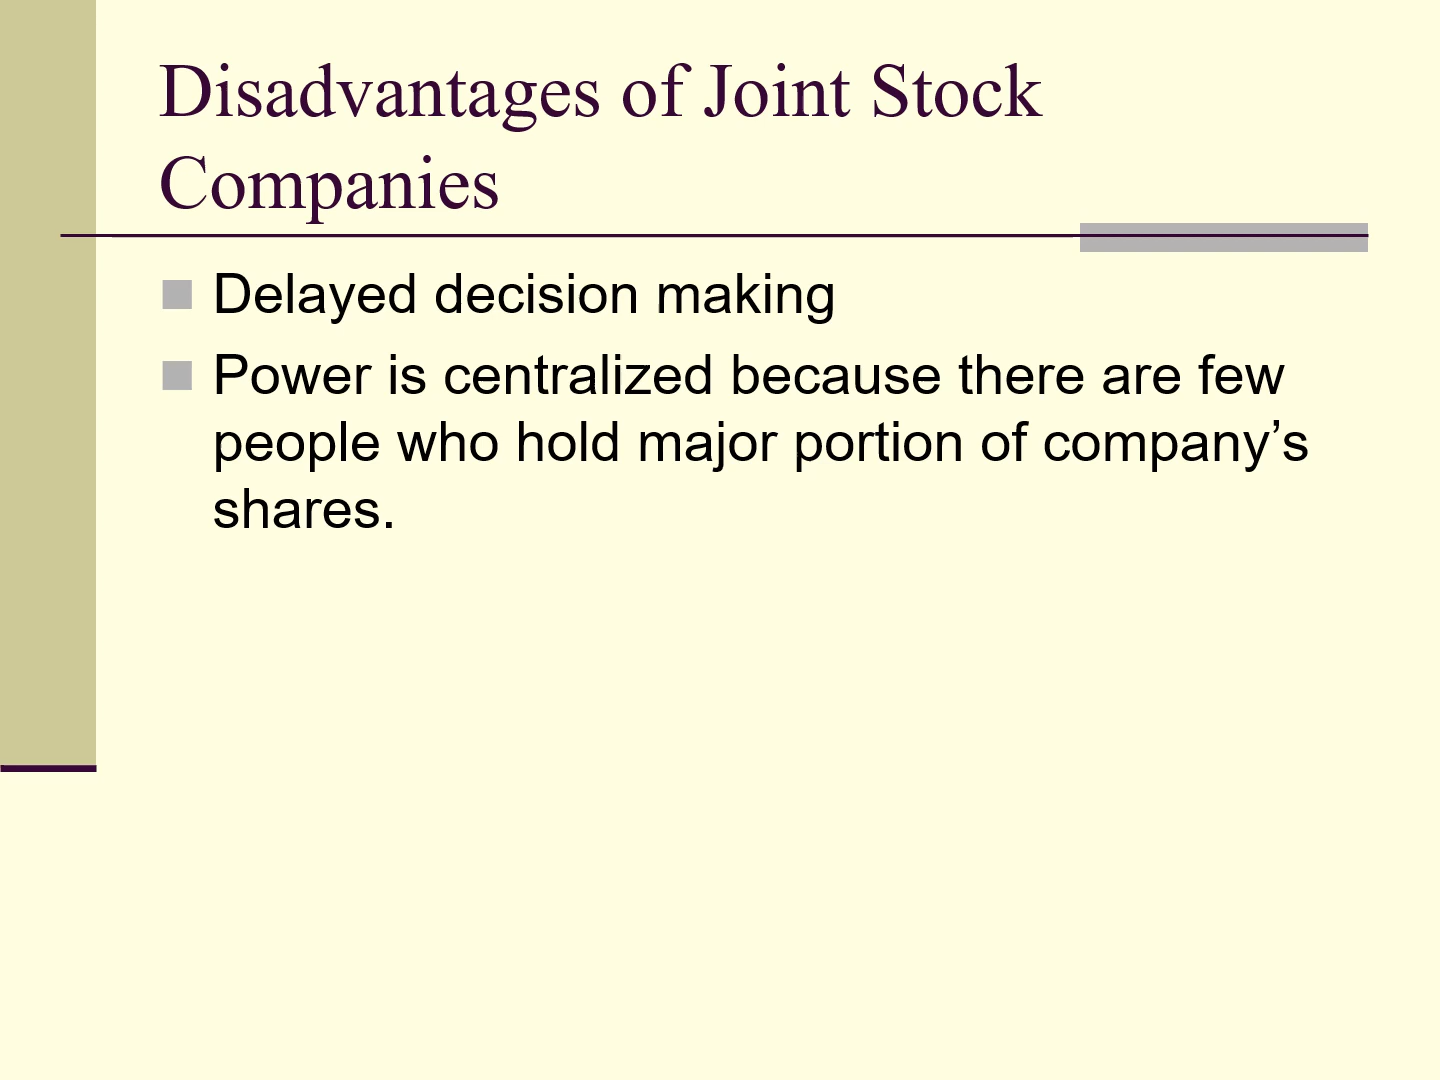 Disadvantages of Joint Stock
Companies
Delayed decision making
Power is centralized because there are few
people who hold major portion of company’s
shares.